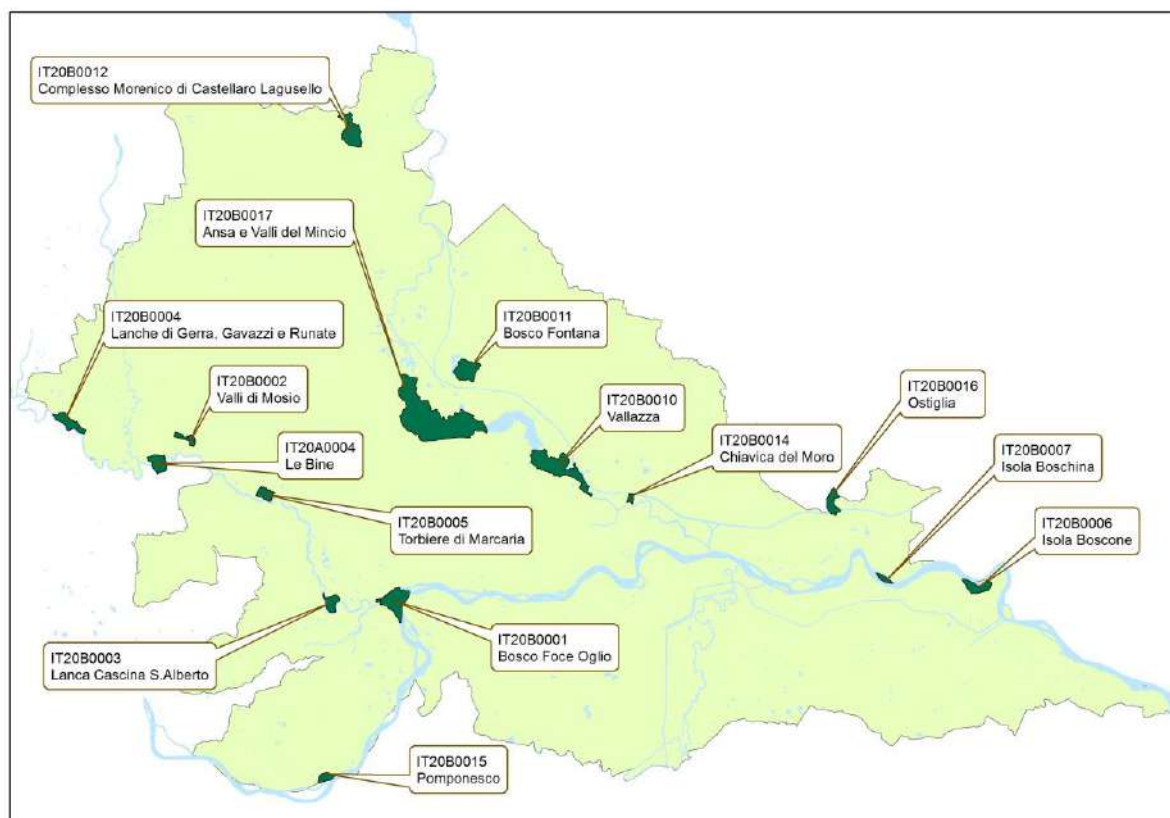 IT20B0012
Complesso Morenico di Castellaro Lagusello
IT20B0017
Ansa e Valli del Mincio
IT20B0004
Lanche di Gerra, Gavazzi e Runate
IT20B0011
Bosco Fontana
IT20B0002
Valli di Mosio
IT20B0010
Vallazza
IT20B0016
Ostiglia
IT20A0004
Le Bine
IT20B0014
Chiavica del Moro
IT20B0007
Isola Boschina
IT20B0005
Torbiere di Marcaria
IT20B0006
Isola Boscone
IT20B0003
Lanca Cascina S.Alberto
IT20B0001
Bosco Foce Oglio
IT20B0015
Pomponesco